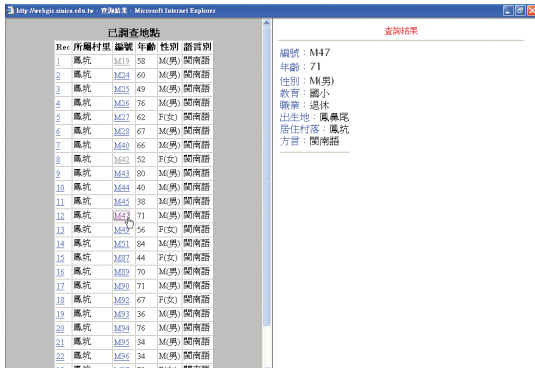 http://webgis.sinica.edu.tw - 查詢結果 - Microsoft Internet Explorer
已調查地點
Rec 所屬村里 編號 年齡 性別 語言別
1 鳳坑 M19 58 M(男) 閩南語
2 鳳坑 M24 60 M(男) 閩南語
3 鳳坑 M25 49 M(男) 閩南語
4 鳳坑 M26 76 M(男) 閩南語
5 鳳坑 M27 62 F(女) 閩南語
6 鳳坑 M28 67 M(男) 閩南語
7 鳳坑 M40 66 M(男) 閩南語
8 鳳坑 M42 52 F(女) 閩南語
9 鳳坑 M43 80 M(男) 閩南語
10 鳳坑 M44 40 M(男) 閩南語
11 鳳坑 M45 38 M(男) 閩南語
12 鳳坑 M47 71 M(男) 閩南語
13 鳳坑 56 F(女) 閩南語
14 鳳坑 M51 84 M(男) 閩南語
15 鳳坑 M87 44 F(女) 閩南語
16 鳳坑 M89 70 M(男) 閩南語
17 鳳坑 M90 71 M(男) 閩南語
18 鳳坑 M92 67 F(女) 閩南語
19 鳳坑 M93 36 M(男) 閩南語
20 鳳坑 M94 76 M(男) 閩南語
21 鳳坑 M95 34 M(男) 閩南語
22 鳳坑 M96 34 M(男) 閩南語
查詢結果
編號：M47
年齡：71
性別：M(男)
教育：國小
職業：退休
出生地：鳳鼻尾
居住村落：鳳坑
方言：閩南語